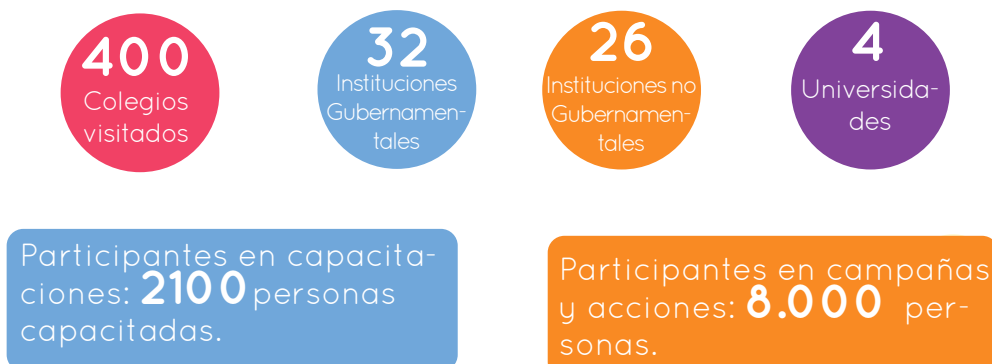 400
Colegios
visitados
32
Instituciones
Gubernamen-
tales
26
Instituciones no
Gubernamen-
tales
4
Universida-
des
Participantes en capacita-
ciones: 2100 personas
capacitadas.
Participantes en campañas
y acciones: 8.000 per-
sonas.